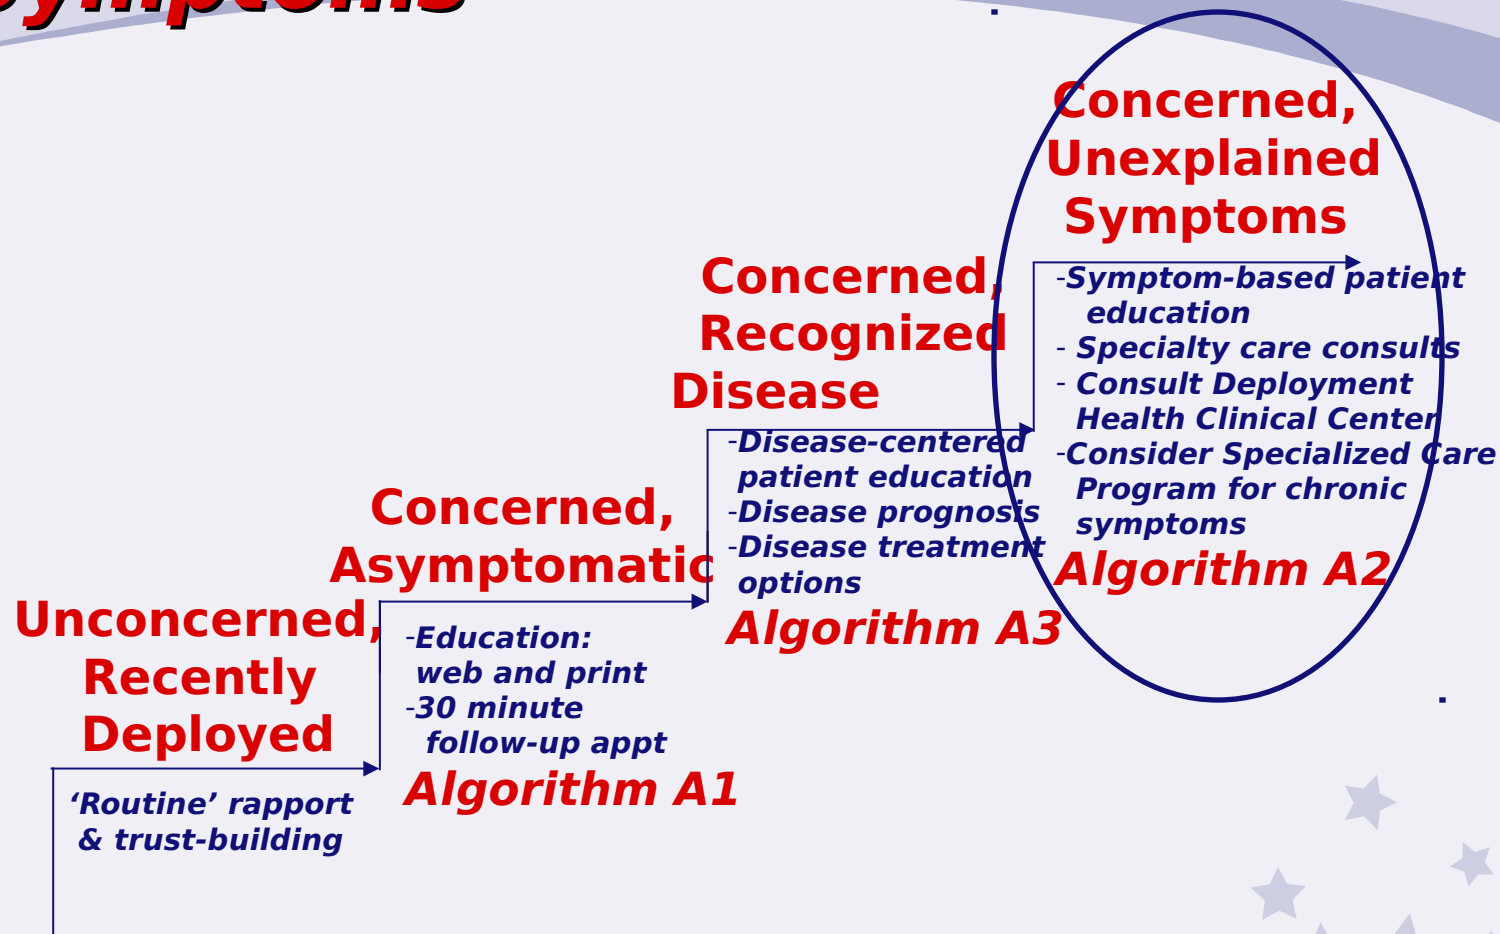 Symptoms
Concerned,
Unexplained
Symptoms
-Symptom-based patient
education
- Specialty care consults
- Consult Deployment
Health Clinical Center
-Consider Specialized Care
Program for chronic
symptoms
Algorithm A2
Concerned,
Recognized
Disease
-Disease-centered
patient education
-Disease prognosis
-Disease treatment
options
Algorithm A3
Concerned,
Asymptomatic
-Education:
web and print
-30 minute
follow-up appt
Algorithm A1
Unconcerned,
Recently
Deployed
‘Routine’ rapport
& trust-building